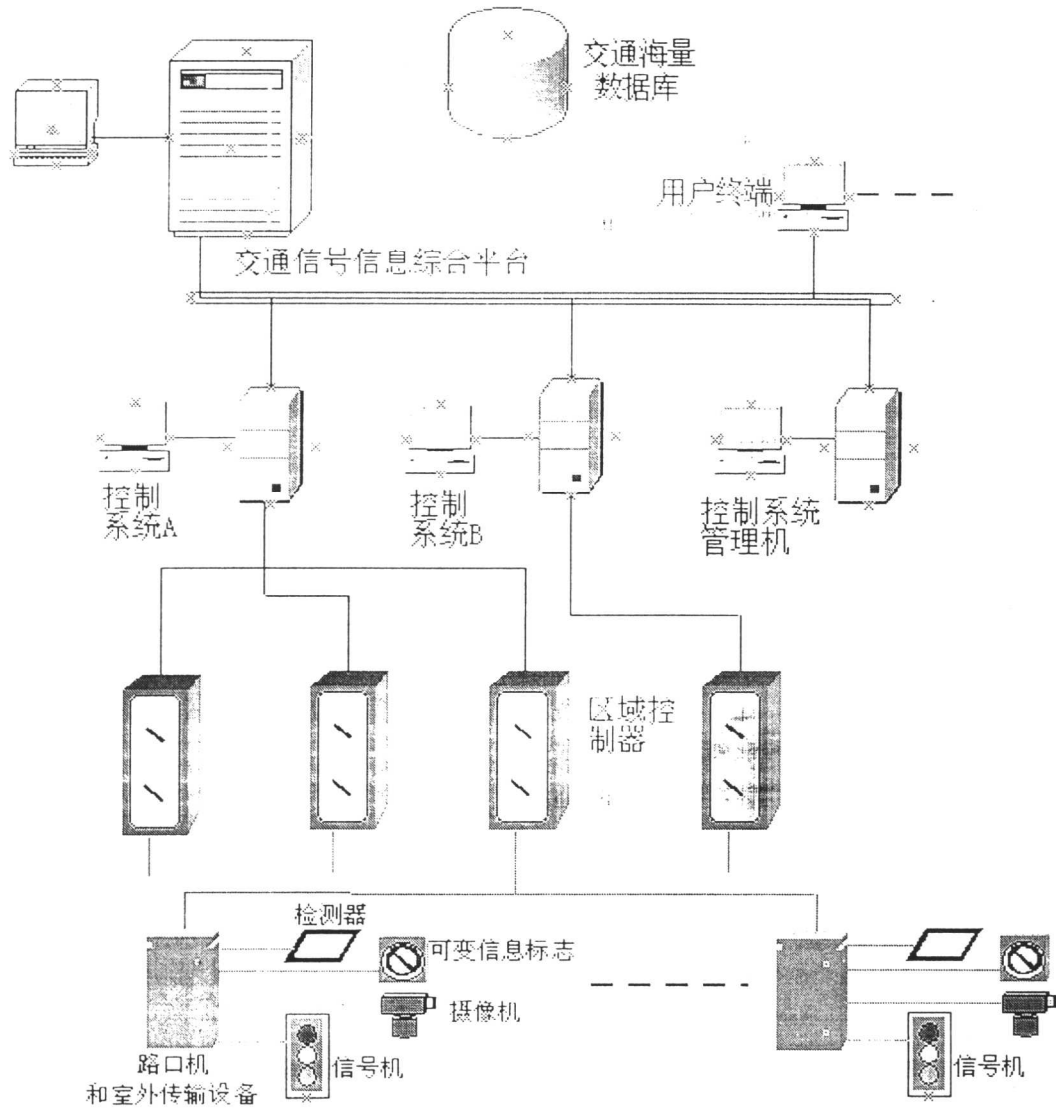 交通海量
数据库
用户终端
交通信号信息综合平台
控制
系统A
控制
系统B
控制系统
管理机
区域控
制器
检测器
可变信息标志
摄像机
路口机
和室外传输设备
信号机
信号机